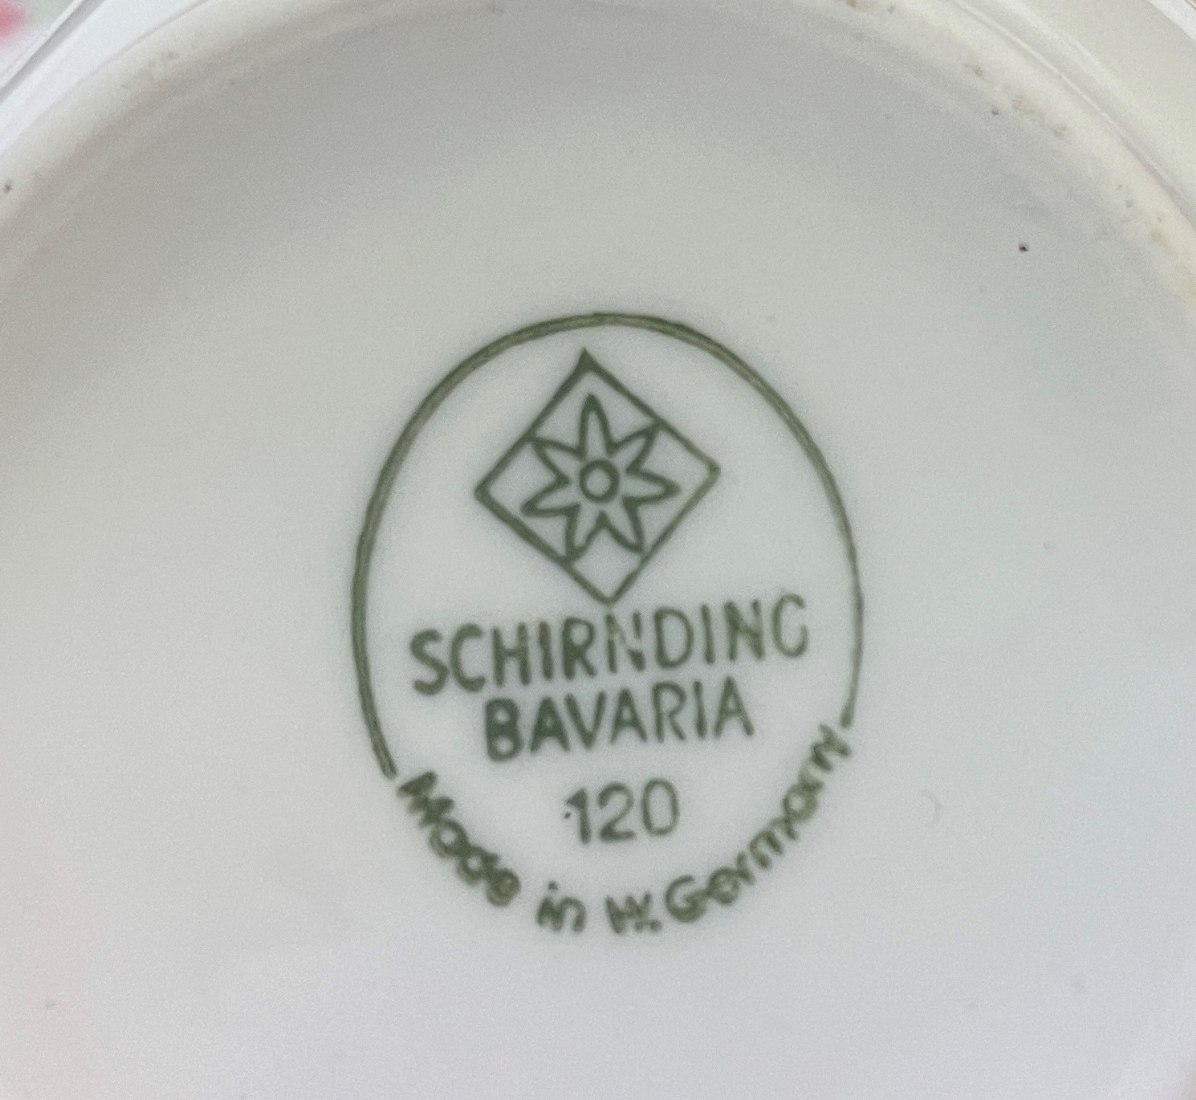 SCHIRNDING
BAVARIA
120
Made in W. Germany